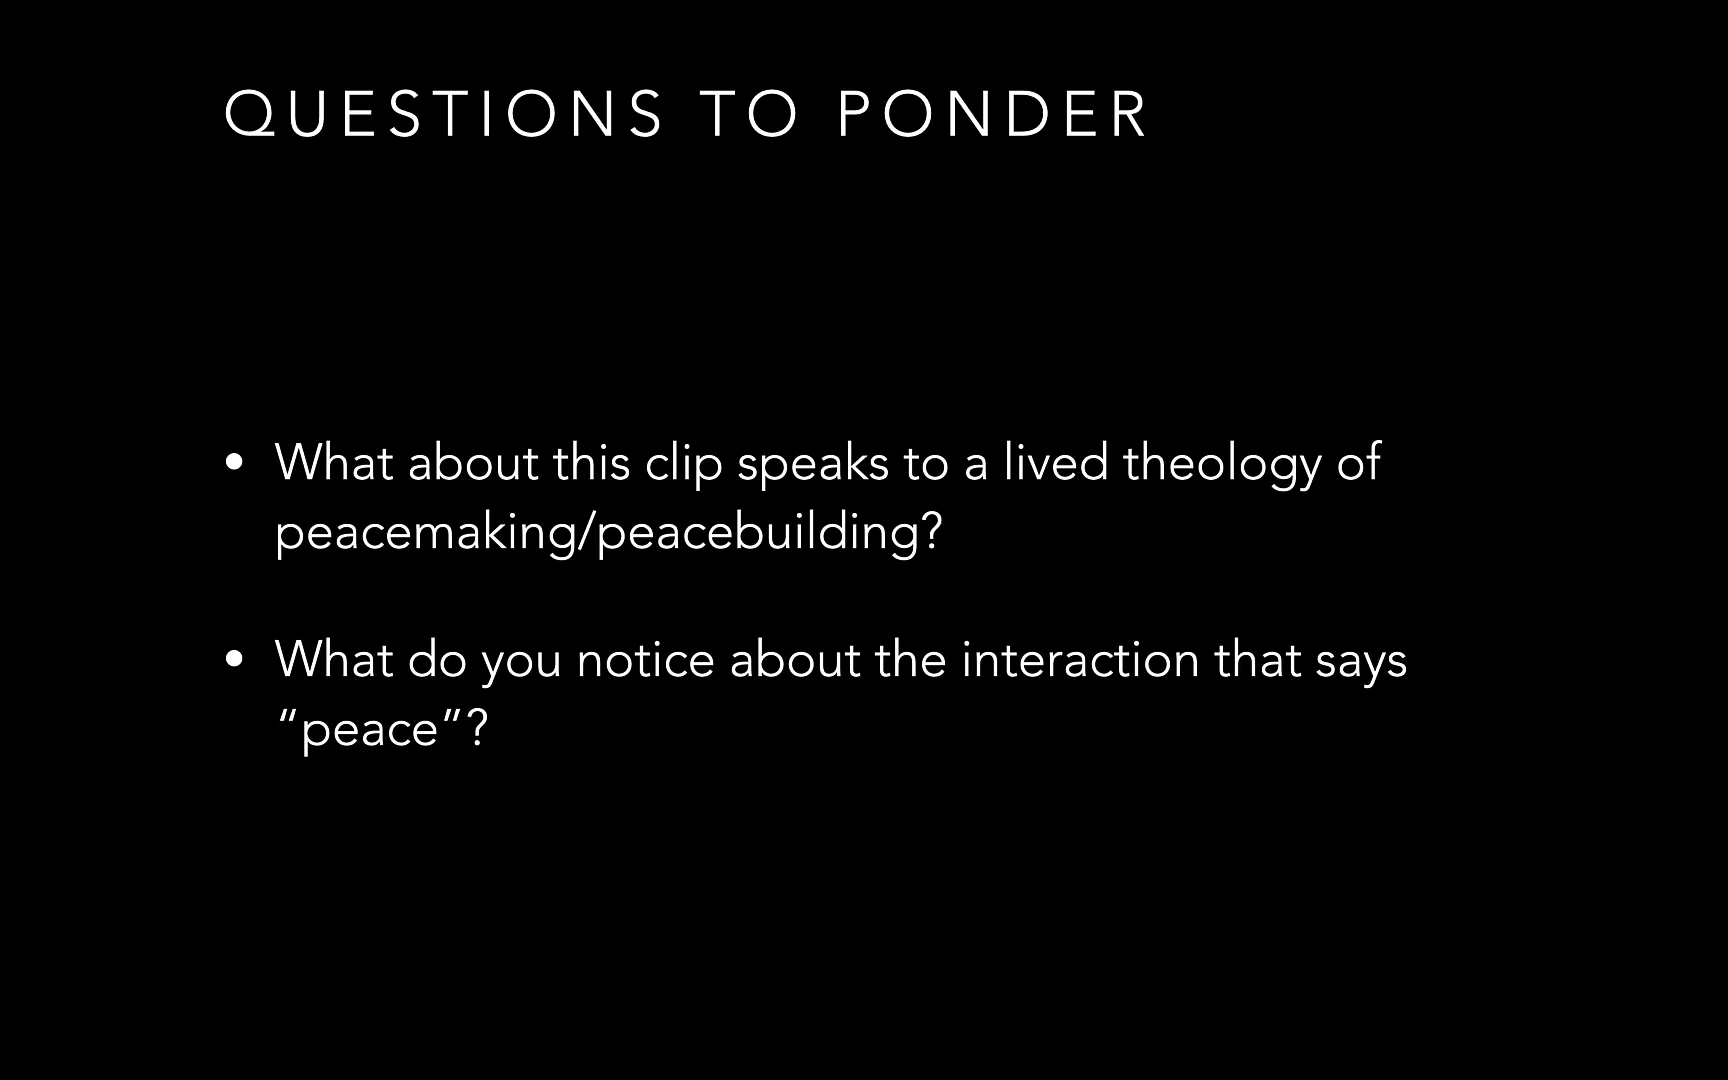 QUESTIONS TO PONDER
• What about this clip speaks to a lived theology of
peacemaking/peacebuilding?
• What do you notice about the interaction that says
“peace”?